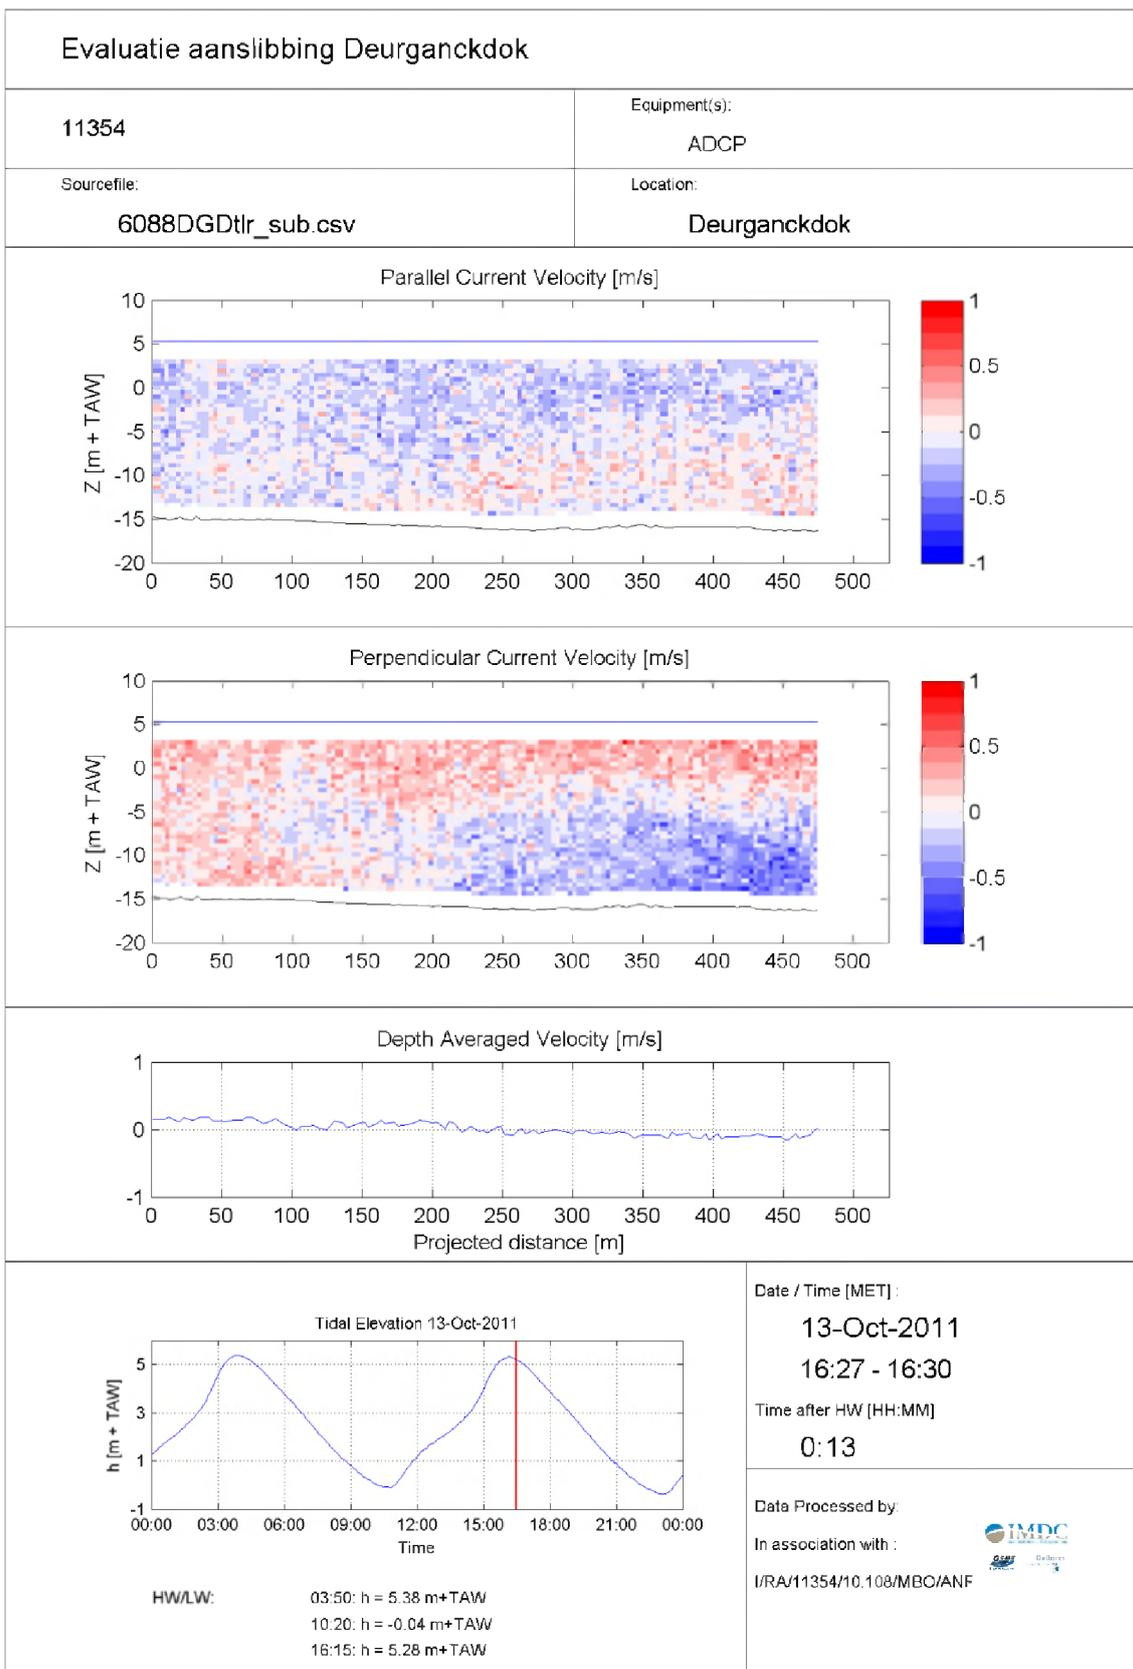 Evaluatie aanslibbing Deurganckdok
11354
Equipment(s):
ADCP
Sourcefile:
6088DGDtlr_sub.csv
Location:
Deurganckdok
Parallel Current Velocity [m/s]
10
5
0
-5
-10
-15
-20
Z [m + TAW]
0 50 100 150 200 250 300 350 400 450 500
1
0.5
0
-0.5
-1
Perpendicular Current Velocity [m/s]
10
5
0
-5
-10
-15
-20
Z [m + TAW]
0 50 100 150 200 250 300 350 400 450 500
1
0.5
0
-0.5
-1
Depth Averaged Velocity [m/s]
1
0
-1
0 50 100 150 200 250 300 350 400 450 500
Projected distance [m]
Tidal Elevation 13-Oct-2011
5
3
1
-1
h [m + TAW]
00:00 03:00 06:00 09:00 12:00 15:00 18:00 21:00 00:00
Time
HW/LW:
03:50: h = 5.38 m+TAW
10:20: h = -0.04 m+TAW
16:15: h = 5.28 m+TAW
Date / Time [MET] :
13-Oct-2011
16:27 - 16:30
Time after HW [HH:MM]
0:13
Data Processed by:
IMDC
In association with :
I/RA/11354/10.108/MBO/ANF